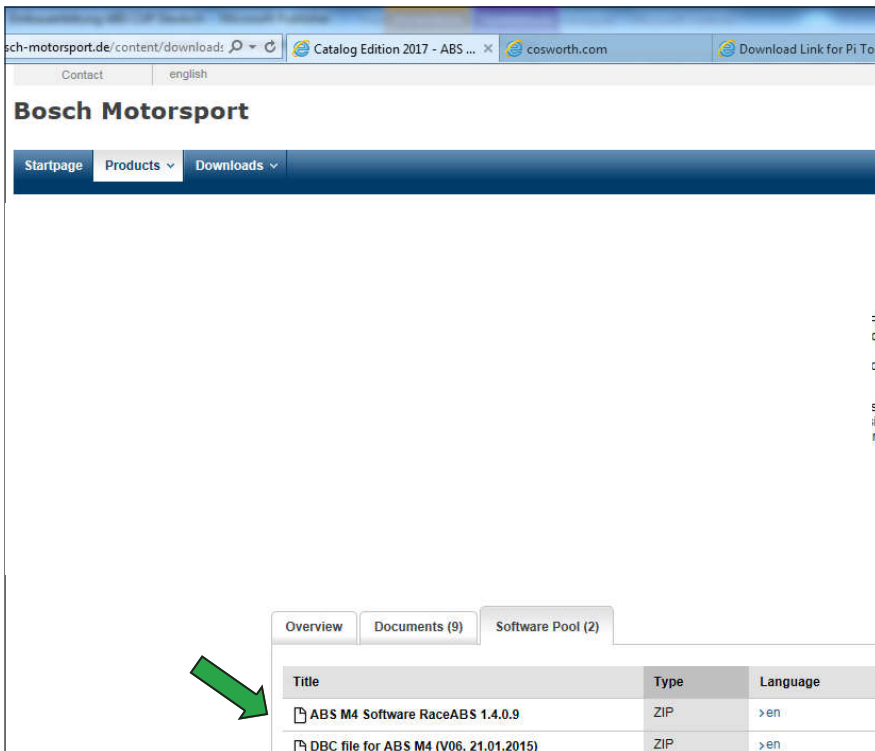 sch-motorsport.de/content/downloads
Catalog Edition 2017 - ABS ...
cosworth.com
Download Link for Pi To
Contact
english
Bosch Motorsport
Startpage
Products
Downloads
Overview
Documents (9)
Software Pool (2)
Title
Type
Language
ABS M4 Software RaceABS 1.4.0.9
ZIP
>en
DBC file for ABS M4 (V06, 21.01.2015)
ZIP
>en